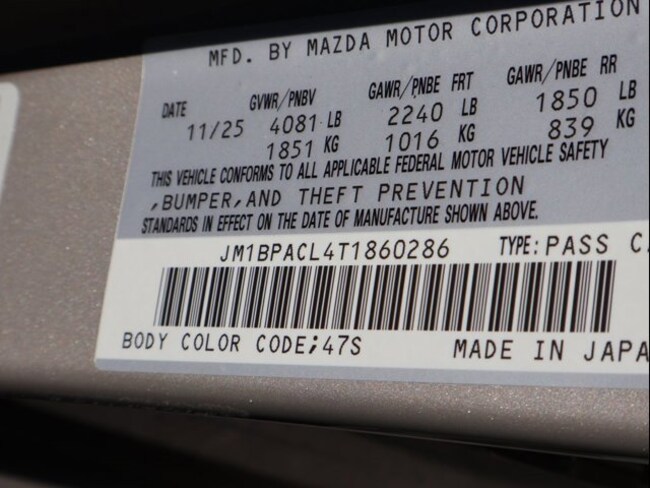 MFD. BY MAZDA MOTOR CORPORATION
DATE GVWR/PNBV GAWR/PNBE FRT GAWR/PNBE RR
11/25 4081 LB 2240 LB 1850 LB
1851 KG 1016 KG 839 KG
THIS VEHICLE CONFORMS TO ALL APPLICABLE FEDERAL MOTOR VEHICLE SAFETY
,BUMPER,AND THEFT PREVENTION
STANDARDS IN EFFECT ON THE DATE OF MANUFACTURE SHOWN ABOVE.
JM1BPACL4T1860286 TYPE:PASS C
BODY COLOR CODE;47S MADE IN JAPA